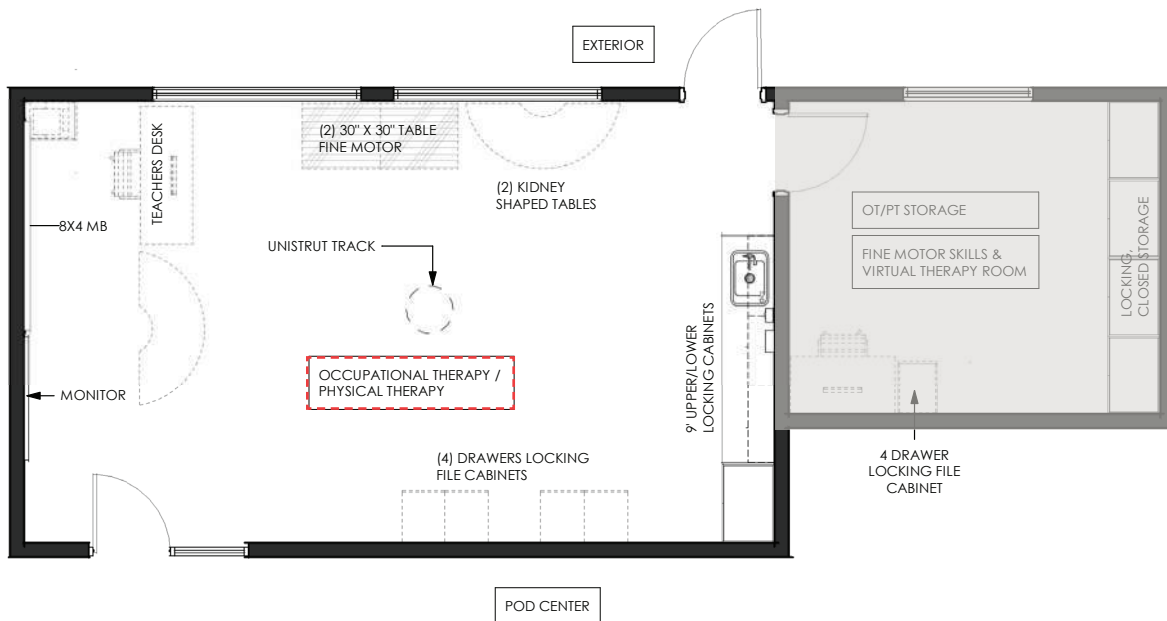 EXTERIOR
(2) 30" X 30" TABLE
FINE MOTOR
TEACHERS DESK
(2) KIDNEY
SHAPED TABLES
8X4 MB
UNISTRUT TRACK
OT/PT STORAGE
FINE MOTOR SKILLS &
VIRTUAL THERAPY ROOM
LOCKING,
CLOSED STORAGE
9' UPPER/LOWER
LOCKING CABINETS
OCCUPATIONAL THERAPY /
PHYSICAL THERAPY
MONITOR
(4) DRAWERS LOCKING
FILE CABINETS
4 DRAWER
LOCKING FILE
CABINET
POD CENTER